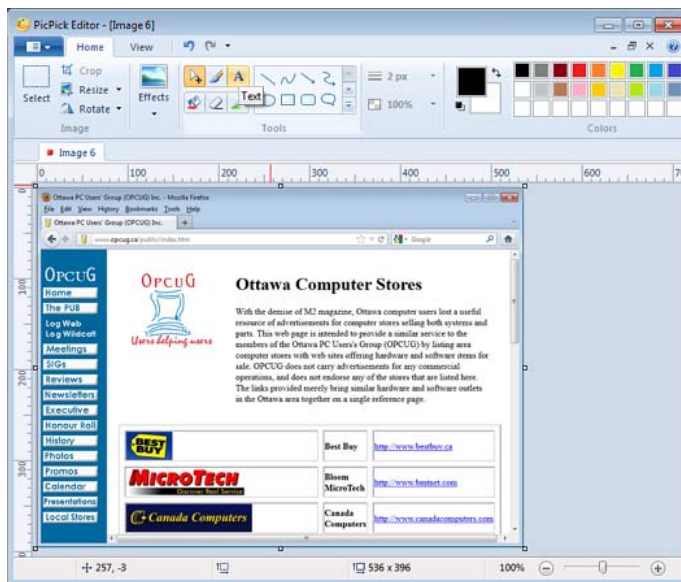 PicPick Editor - [Image 6]
Home View
Select
Crop
Resize
Rotate
Image
Effects
A
Text
Tools
2 px
100%
Colors
Image 6
0 100 200 300 400 500 600 7
0
100
200
300
Ottawa PC Users' Group (OPCUG) Inc. - Mozilla Firefox
File Edit View History Bookmarks Tools Help
Ottawa PC Users' Group (OPCUG) Inc. +
www.opcug.ca/public/index.htm
Google
OPCUG
Home
The PUB
Log Web
Log Wildcat!
Meetings
SIGs
Reviews
Newsletters
Executive
Honour Roll
History
Photos
Promos
Calendar
Presentations
Local Stores
OPCUG
Users helping users
Ottawa Computer Stores
With the demise of M2 magazine, Ottawa computer users lost a useful
resource of advertisements for computer stores selling both systems and
parts. This web page is intended to provide a similar service to the
members of the Ottawa PC Users's Group (OPCUG) by listing area
computer stores with web sites offering hardware and software items for
sale. OPCUG does not carry advertisements for any commercial
operations, and does not endorse any of the stores that are listed here.
The links provided merely bring similar hardware and software outlets
in the Ottawa area together on a single reference page.
BEST BUY
Best Buy
http://www.bestbuy.ca
MICROTECH
Discover Real Service
Bloem
MicroTech
http://www.bmtnet.com
Canada Computers
Canada
Computers
http://www.canadacomputers.com
257, -3
536 x 396
100%